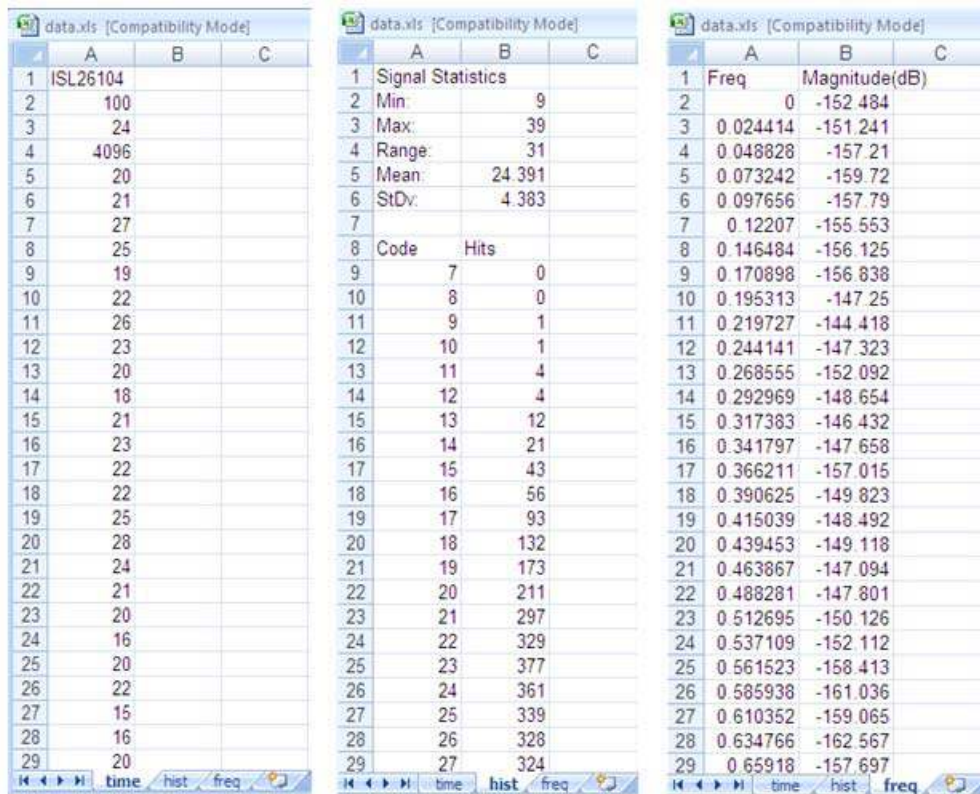 data.xls [Compatibility Mode]
A B C
1 ISL26104
2 100
3 24
4 4096
5 20
6 21
7 27
8 25
9 19
10 22
11 26
12 23
13 20
14 18
15 21
16 23
17 22
18 22
19 25
20 28
21 24
22 21
23 20
24 16
25 20
26 22
27 15
28 16
29 20
time hist freq
data.xls [Compatibility Mode]
A B C
1 Signal Statistics
2 Min: 9
3 Max: 39
4 Range: 31
5 Mean: 24.391
6 StDv: 4.383
7
8 Code Hits
9 7 0
10 8 0
11 9 1
12 10 1
13 11 4
14 12 4
15 13 12
16 14 21
17 15 43
18 16 56
19 17 93
20 18 132
21 19 173
22 20 211
23 21 297
24 22 329
25 23 377
26 24 361
27 25 339
28 26 328
29 27 324
time hist freq
data.xls [Compatibility Mode]
A B C
1 Freq Magnitude(dB)
2 0 -152.484
3 0.024414 -151.241
4 0.048828 -157.21
5 0.073242 -159.72
6 0.097656 -157.79
7 0.12207 -155.553
8 0.146484 -156.125
9 0.170898 -156.838
10 0.195313 -147.25
11 0.219727 -144.418
12 0.244141 -147.323
13 0.268555 -152.092
14 0.292969 -148.654
15 0.317383 -146.432
16 0.341797 -147.658
17 0.366211 -157.015
18 0.390625 -149.823
19 0.415039 -148.492
20 0.439453 -149.118
21 0.463867 -147.094
22 0.488281 -147.801
23 0.512695 -150.126
24 0.537109 -152.112
25 0.561523 -158.413
26 0.585938 -161.036
27 0.610352 -159.065
28 0.634766 -162.567
29 0.65918 -157.697
time hist freq